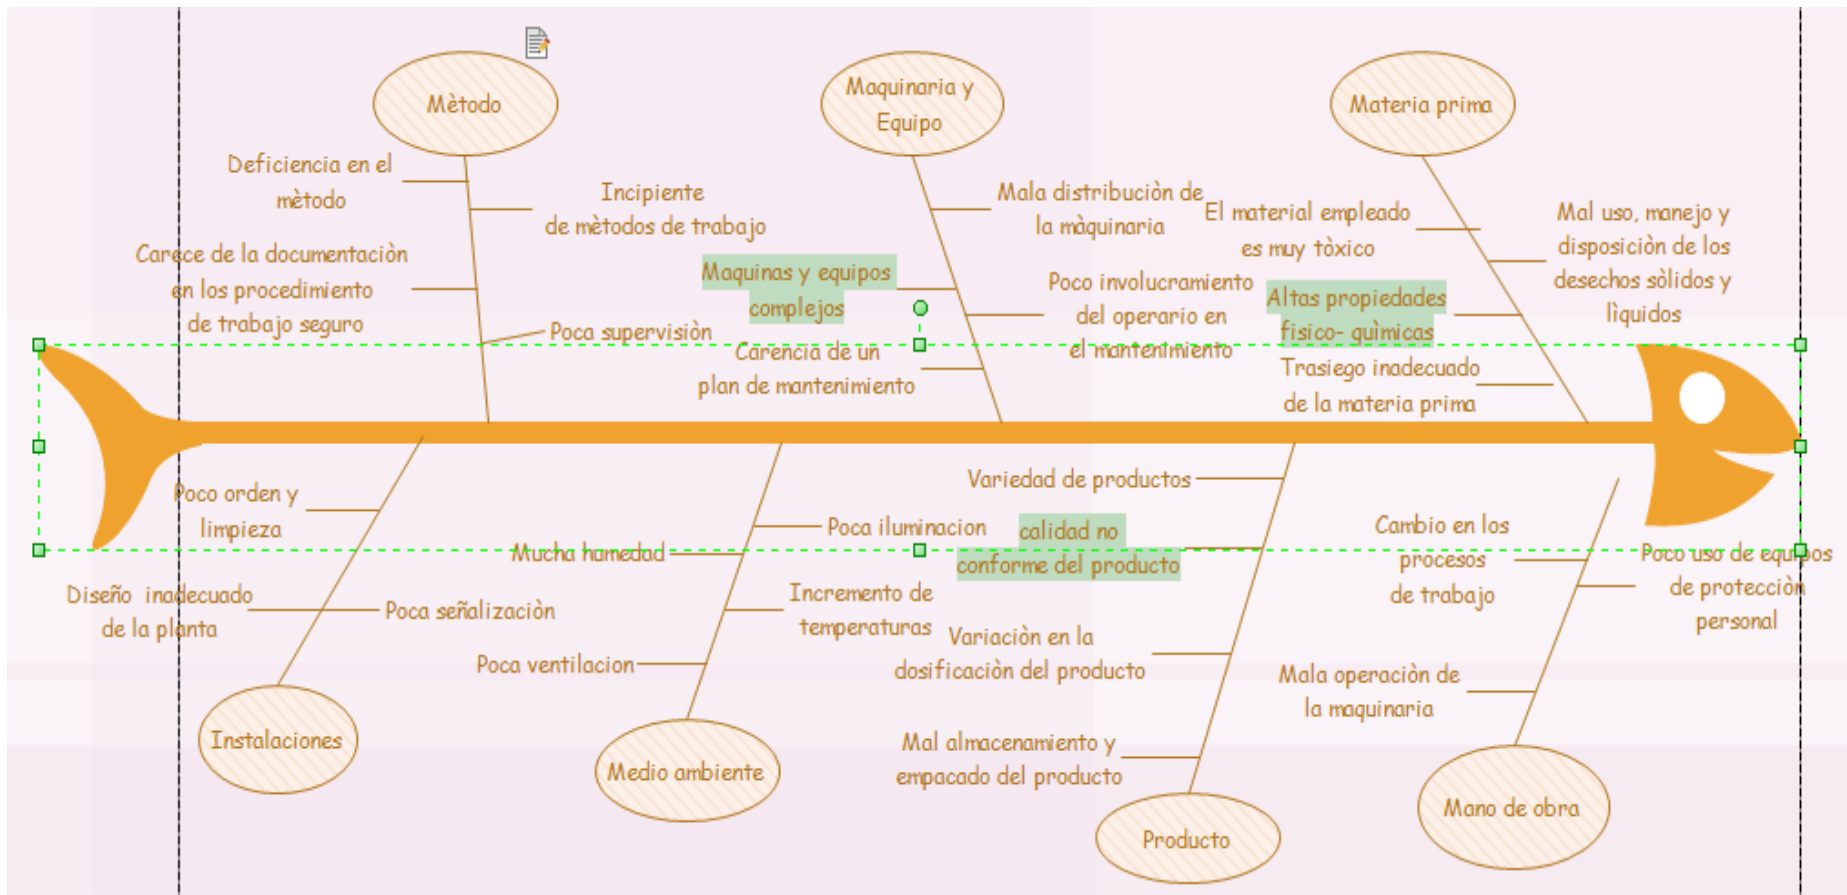 Mètodo
Deficiencia en el
mètodo
Incipiente
de mètodos de trabajo
Carece de la documentaciòn
en los procedimiento
de trabajo seguro
Poca supervisiòn
Maquinaria y
Equipo
Mala distribuciòn de
la màquinaria
Maquinas y equipos
complejos
Poco involucramiento
del operario en
el mantenimiento
Carencia de un
plan de mantenimiento
Materia prima
El material empleado
es muy tòxico
Mal uso, manejo y
disposiciòn de los
desechos sòlidos y
lìquidos
Altas propiedades
fisico- quìmicas
Trasiego inadecuado
de la materia prima
Poco orden y
limpieza
Diseño inadecuado
de la planta
Poca señalizaciòn
Instalaciones
Poca iluminacion
Mucha humedad
Incremento de
temperaturas
Poca ventilacion
Medio ambiente
Variedad de productos
calidad no
conforme del producto
Variaciòn en la
dosificaciòn del producto
Mal almacenamiento y
empacado del producto
Producto
Cambio en los
procesos
de trabajo
Poco uso de equipos
de protecciòn
personal
Mala operaciòn de
la maquinaria
Mano de obra